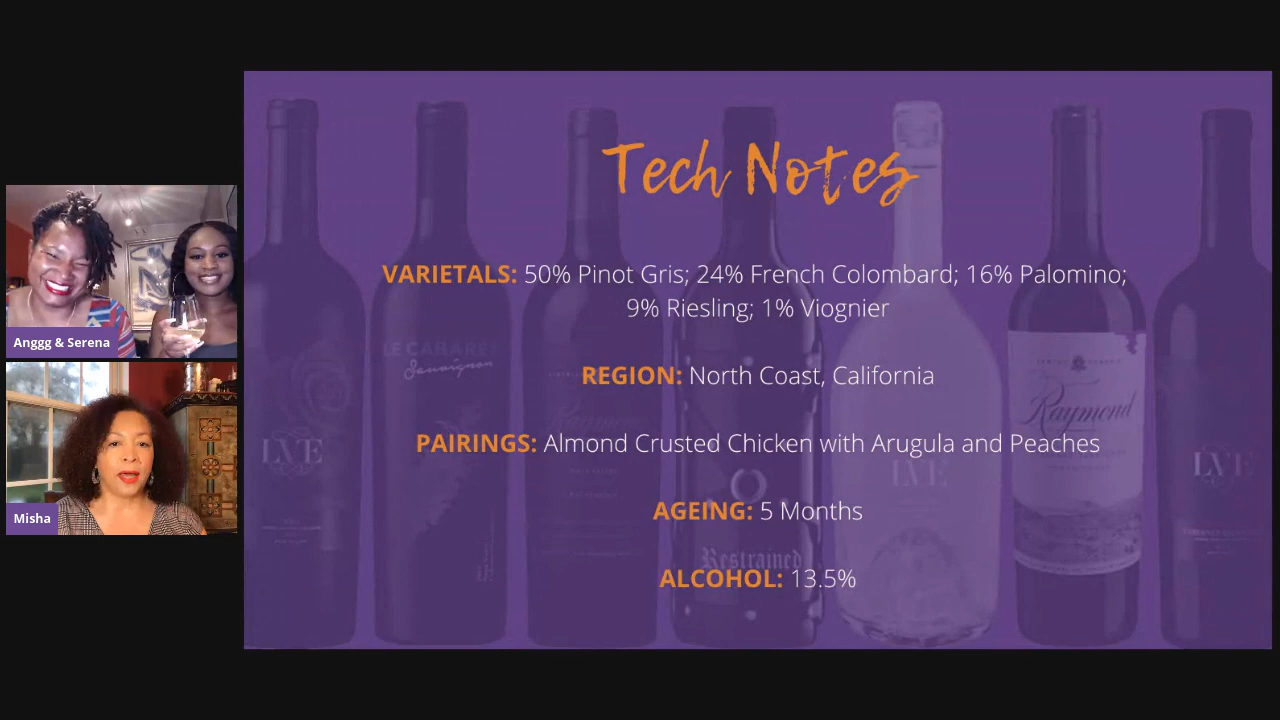 Tech Notes
VARIETALS: 50% Pinot Gris; 24% French Colombard; 16% Palomino;
9% Riesling; 1% Viognier
REGION: North Coast, California
PAIRINGS: Almond Crusted Chicken with Arugula and Peaches
AGEING: 5 Months
ALCOHOL: 13.5%
Anggg & Serena
Misha
LVE
LE CABARET
Sauvignon
Restrained
LVE
Raymond
LVE